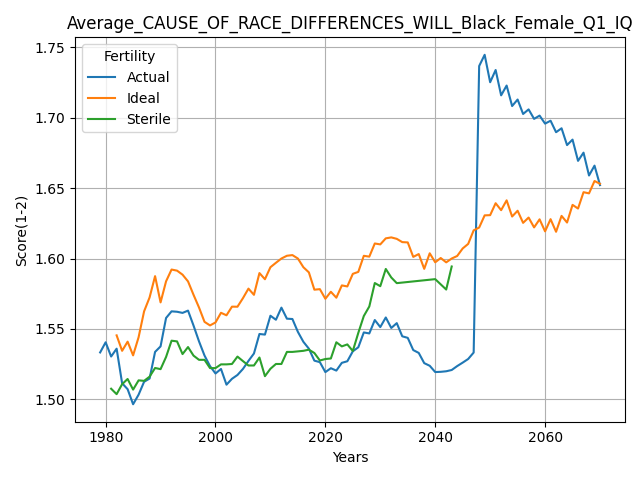 Average_CAUSE_OF_RACE_DIFFERENCES_WILL_Black_Female_Q1_IQ
1.75
1.70
1.65
1.60
1.55
1.50
Score(1-2)
Fertility
Actual
Ideal
Sterile
1980
2000
2020
2040
2060
Years